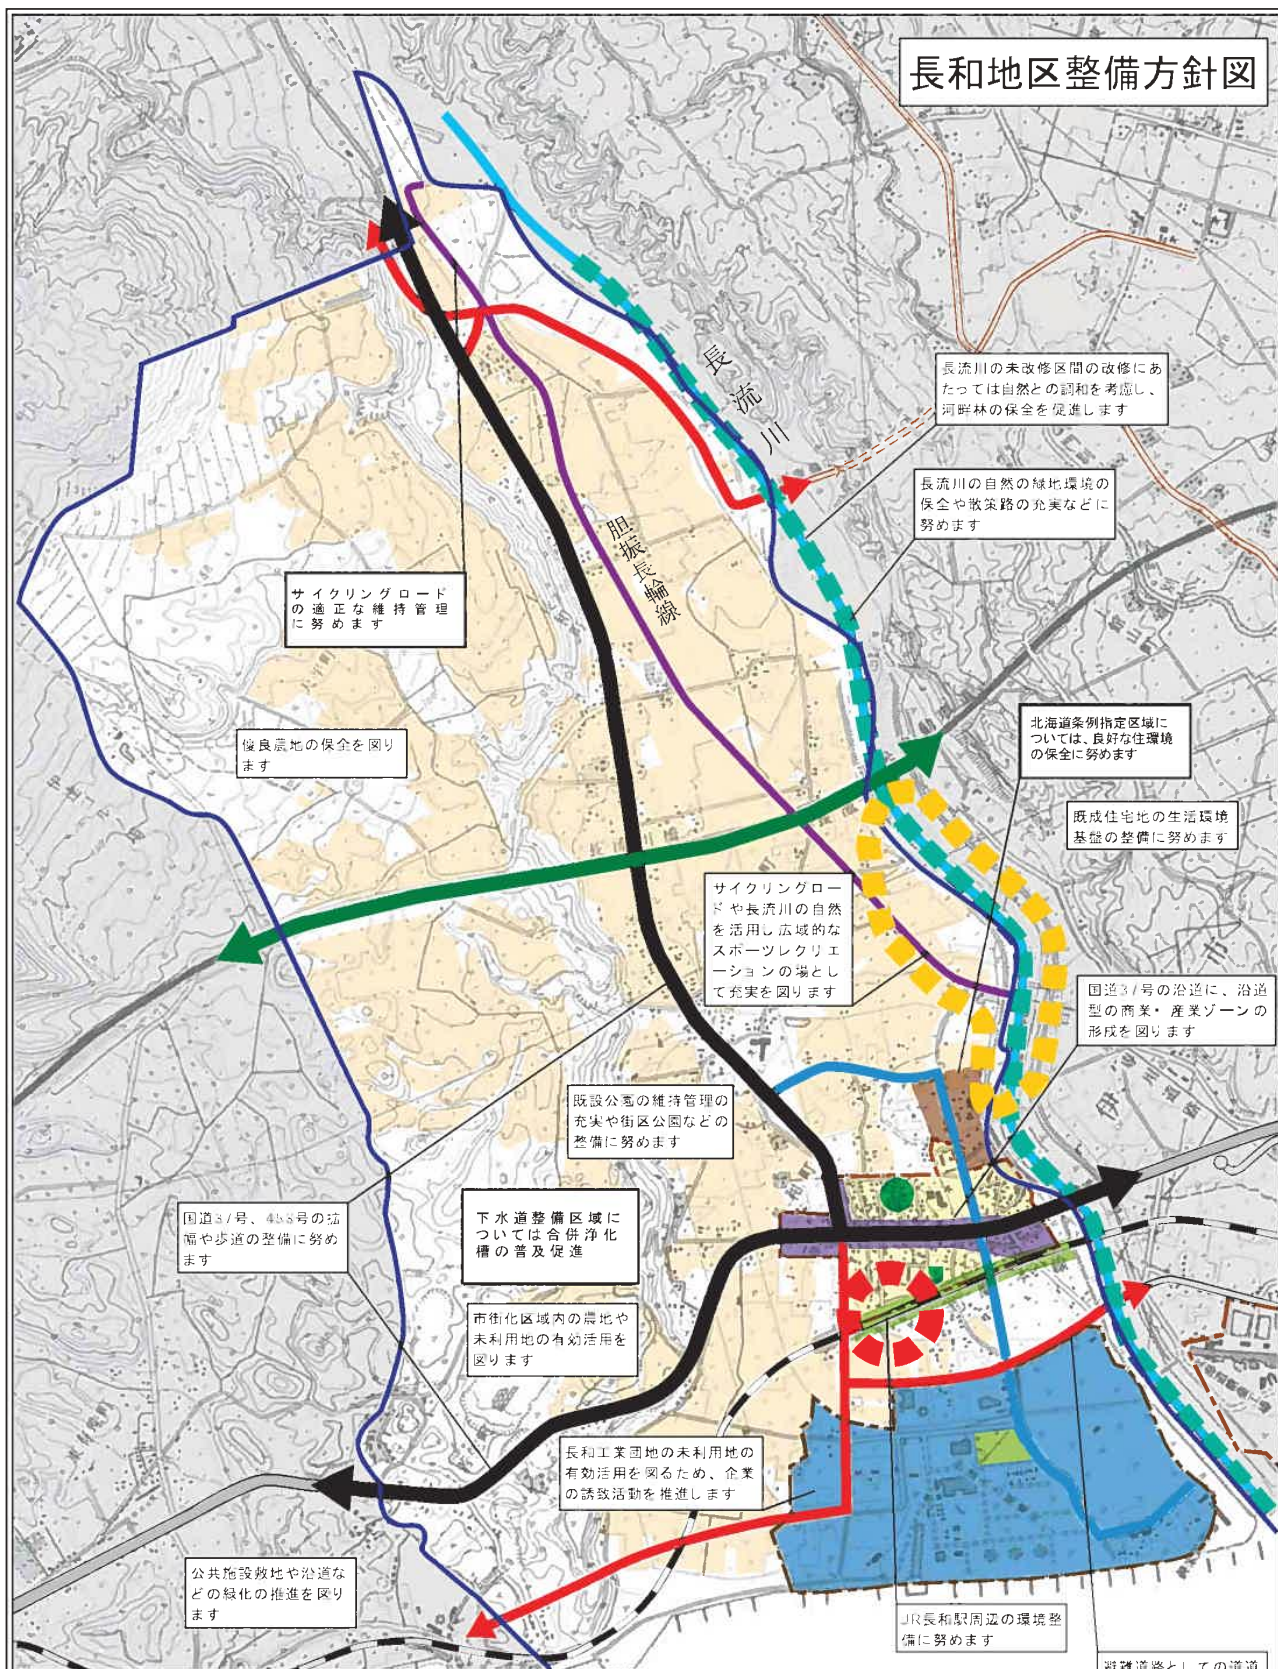 長和地区整備方針図
長流川の未改修区間の改修にあ
たっては自然との調和を考慮し、
河畔林の保全を促進します
長流川
長流川の自然の緑地環境の
保全や散策路の充実などに
努めます
胆振長輪線
サイクリングロード
の適正な維持管理
に努めます
優良農地の保全を図り
ます
北海道条例指定区域に
ついては、良好な住環境
の保全に努めます
既成住宅地の生活環境
基盤の整備に努めます
サイクリングロー
ドや長流川の自然
を活用し広域的な
スポーツレクリエ
ーションの場とし
て充実を図ります
国道37号の沿道に、沿道
型の商業・産業ゾーンの
形成を図ります
既設公園の維持管理の
充実や街区公園などの
整備に努めます
国道37号、453号の拡
幅や歩道の整備に努め
ます
下水道整備区域に
ついては合併浄化
槽の普及促進
市街化区域内の農地や
未利用地の有効活用を
図ります
長和工業団地の未利用地の
有効活用を図るため、企業
の誘致活動を推進します
公共施設敷地や沿道な
どの緑化の推進を図り
ます
JR長和駅周辺の環境整
備に努めます
避難道路としての道道